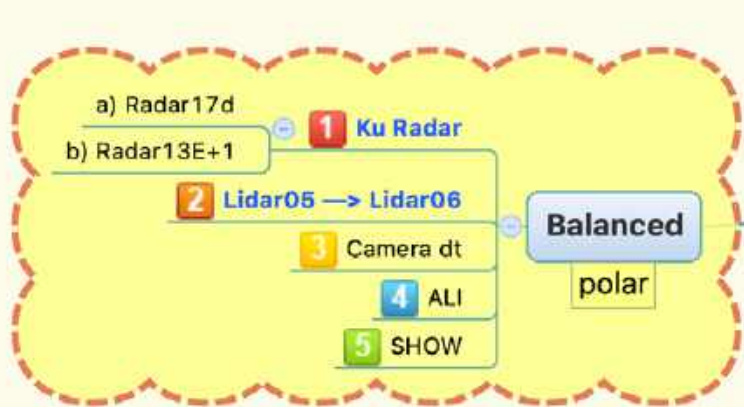 a) Radar17d
b) Radar13E+1
1 Ku Radar
2 Lidar05 —> Lidar06
3 Camera dt
4 ALI
5 SHOW
Balanced
polar